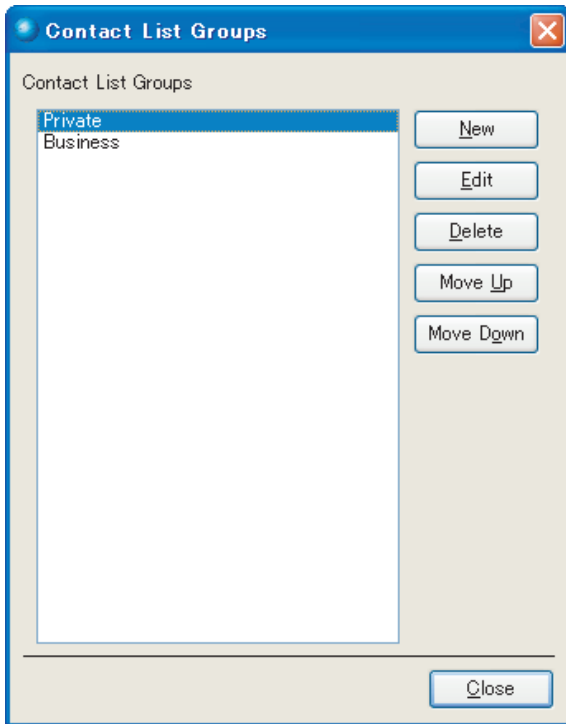 Contact List Groups
Contact List Groups
Private
Business
New
Edit
Delete
Move Up
Move Down
Close